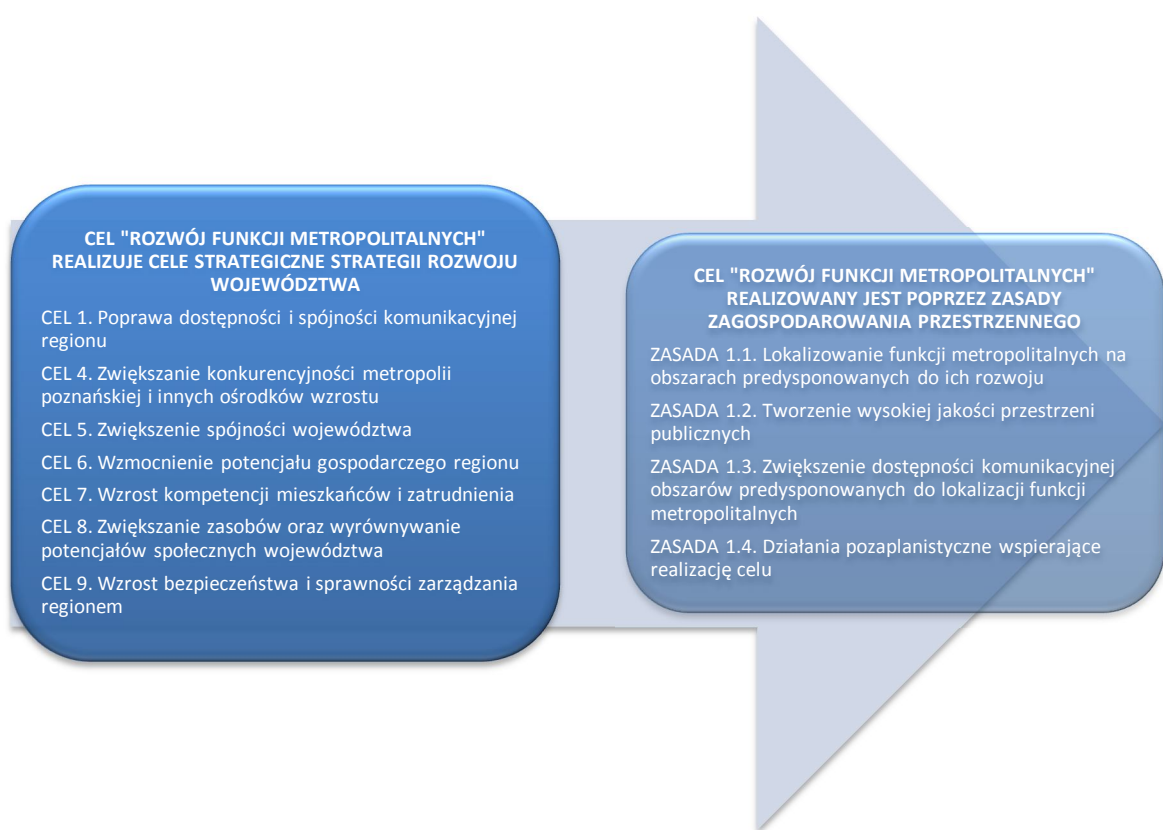 CEL "ROZWÓJ FUNKCJI METROPOLITALNYCH"
REALIZUJE CELE STRATEGICZNE STRATEGII ROZWOJU
WOJEWÓDZTWA
CEL 1. Poprawa dostępności i spójności komunikacyjnej
regionu
CEL 4. Zwiększanie konkurencyjności metropolii
poznańskiej i innych ośrodków wzrostu
CEL 5. Zwiększenie spójności województwa
CEL 6. Wzmocnienie potencjału gospodarczego regionu
CEL 7. Wzrost kompetencji mieszkańców i zatrudnienia
CEL 8. Zwiększanie zasobów oraz wyrównywanie
potencjałów społecznych województwa
CEL 9. Wzrost bezpieczeństwa i sprawności zarządzania
regionem
CEL "ROZWÓJ FUNKCJI METROPOLITALNYCH"
REALIZOWANY JEST POPRZEZ ZASADY
ZAGOSPODAROWANIA PRZESTRZENNEGO
ZASADA 1.1. Lokalizowanie funkcji metropolitalnych na
obszarach predysponowanych do ich rozwoju
ZASADA 1.2. Tworzenie wysokiej jakości przestrzeni
publicznych
ZASADA 1.3. Zwiększenie dostępności komunikacyjnej
obszarów predysponowanych do lokalizacji funkcji
metropolitalnych
ZASADA 1.4. Działania pozaplanistyczne wspierające
realizację celu